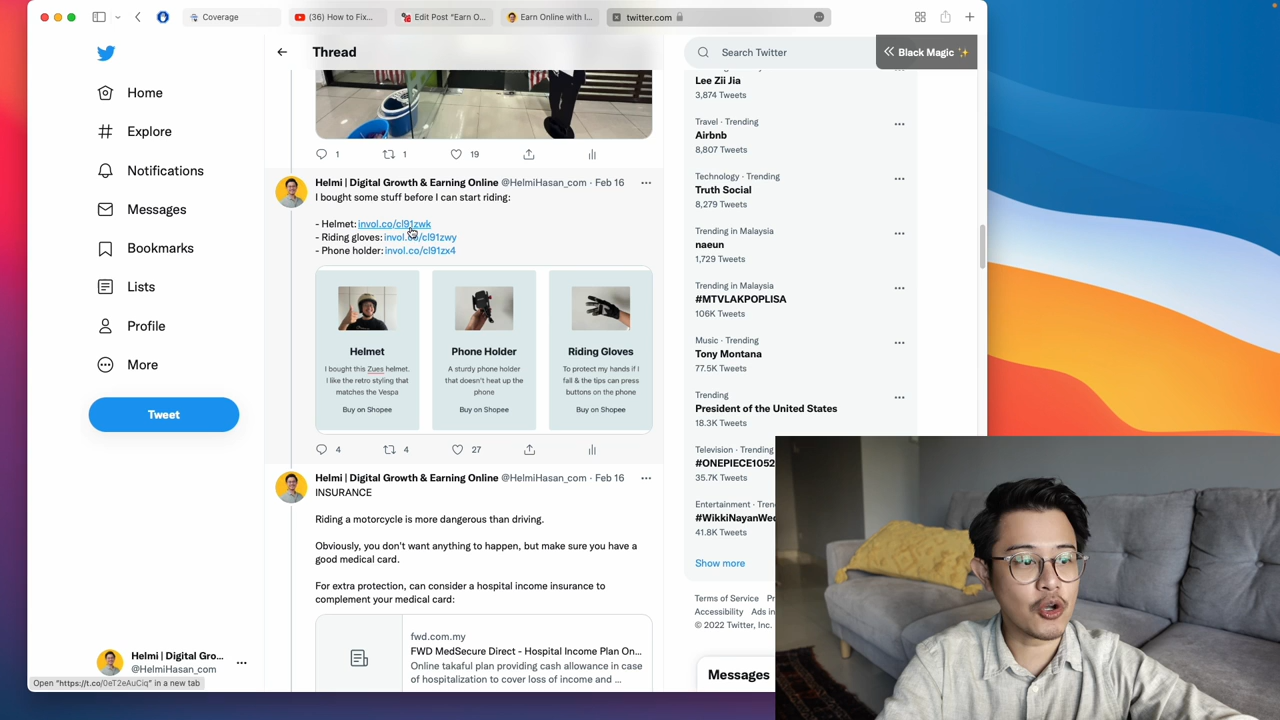 Coverage
(36) How to Fix...
Edit Post "Earn O...
Earn Online with I...
twitter.com
Thread
Search Twitter
Black Magic ✨
Home
Explore
Notifications
Messages
Bookmarks
Lists
Profile
More
Tweet
Helmi | Digital Gro...
@HelmiHasan_com
Open "https://t.co/0eT2eAuCiq" in a new tab
1
1
19
Helmi | Digital Growth & Earning Online @HelmiHasan_com · Feb 16
I bought some stuff before I can start riding:
- Helmet: invol.co/cl91zwk
- Riding gloves: invol.co/cl91zwy
- Phone holder: invol.co/cl91zx4
Helmet
I bought this Zues helmet.
I like the retro styling that
matches the Vespa
Buy on Shopee
Phone Holder
A sturdy phone holder
that doesn't heat up the
phone
Buy on Shopee
Riding Gloves
To protect my hands if I
fall & the tips can press
buttons on the phone
Buy on Shopee
4
4
27
Helmi | Digital Growth & Earning Online @HelmiHasan_com · Feb 16
INSURANCE
Riding a motorcycle is more dangerous than driving.
Obviously, you don't want anything to happen, but make sure you have a
good medical card.
For extra protection, can consider a hospital income insurance to
complement your medical card:
fwd.com.my
FWD MedSecure Direct - Hospital Income Plan On...
Online takaful plan providing cash allowance in case
of hospitalization to cover loss of income and ...
Lee Zii Jia
3,874 Tweets
Travel · Trending
Airbnb
8,807 Tweets
Technology · Trending
Truth Social
8,279 Tweets
Trending in Malaysia
naeun
1,729 Tweets
Trending in Malaysia
#MTVLAKPOPLISA
106K Tweets
Music · Trending
Tony Montana
77.5K Tweets
Trending
President of the United States
18.3K Tweets
Television · Trending
#ONEPIECE1052
35.7K Tweets
Entertainment · Tren
#WikkiNayanWed
41.8K Tweets
Show more
Terms of Service
Accessibility Ads in
© 2022 Twitter, Inc.
Messages